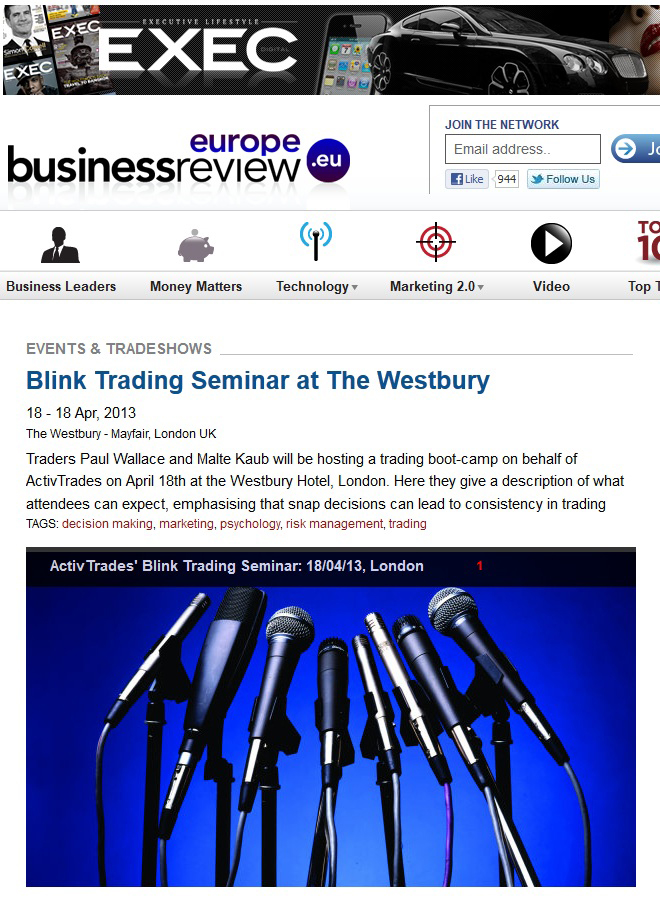 EXECUTIVE LIFESTYLE
EXEC
DIGITAL
EXEC
europe
businessreview
.eu
JOIN THE NETWORK
Email address..
Like
944
Follow Us
Business Leaders
Money Matters
Technology
Marketing 2.0
Video
EVENTS & TRADESHOWS
Blink Trading Seminar at The Westbury
18 - 18 Apr, 2013
The Westbury - Mayfair, London UK
Traders Paul Wallace and Malte Kaub will be hosting a trading boot-camp on behalf of
ActivTrades on April 18th at the Westbury Hotel, London. Here they give a description of what
attendees can expect, emphasising that snap decisions can lead to consistency in trading
TAGS: decision making, marketing, psychology, risk management, trading
ActivTrades' Blink Trading Seminar: 18/04/13, London 1